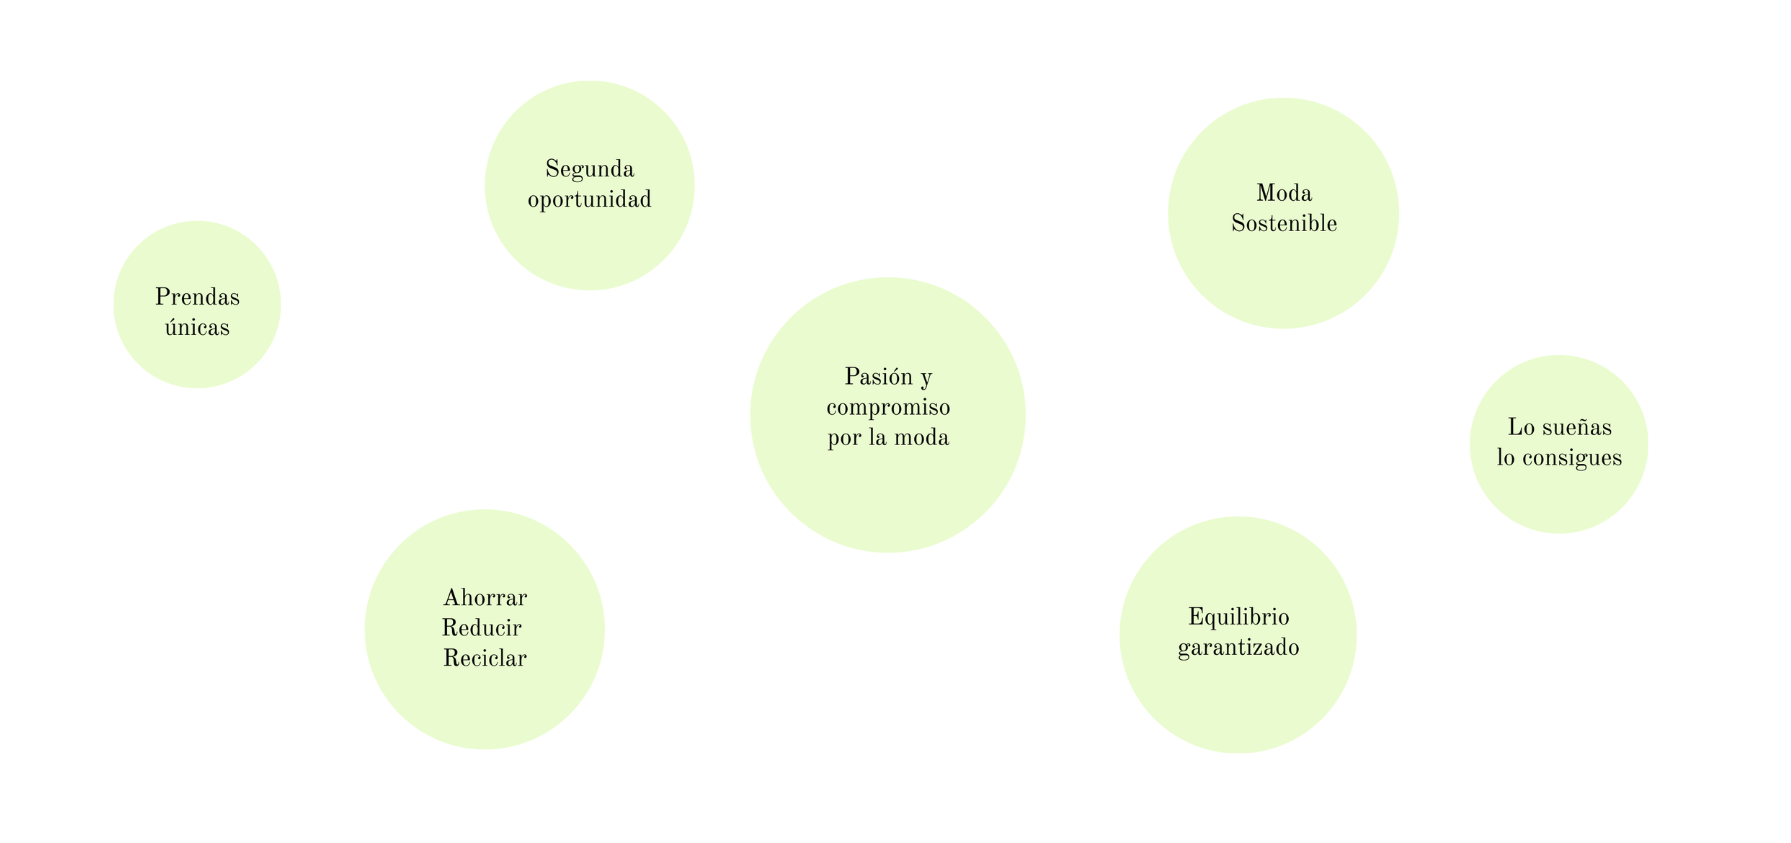 Prendas
únicas
Segunda
oportunidad
Ahorrar
Reducir
Reciclar
Pasión y
compromiso
por la moda
Moda
Sostenible
Equilibrio
garantizado
Lo sueñas
lo consigues